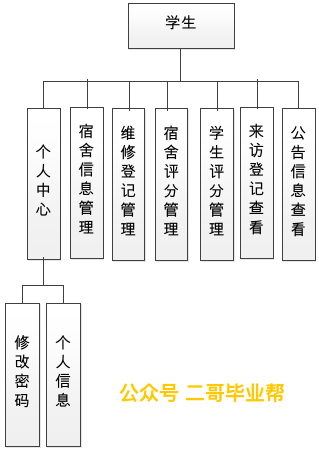 学生
个人中心
宿舍信息管理
维修登记管理
宿舍评分管理
学生评分管理
来访登记查看
公告信息查看
修改密码
个人信息
公众号 二哥毕业帮